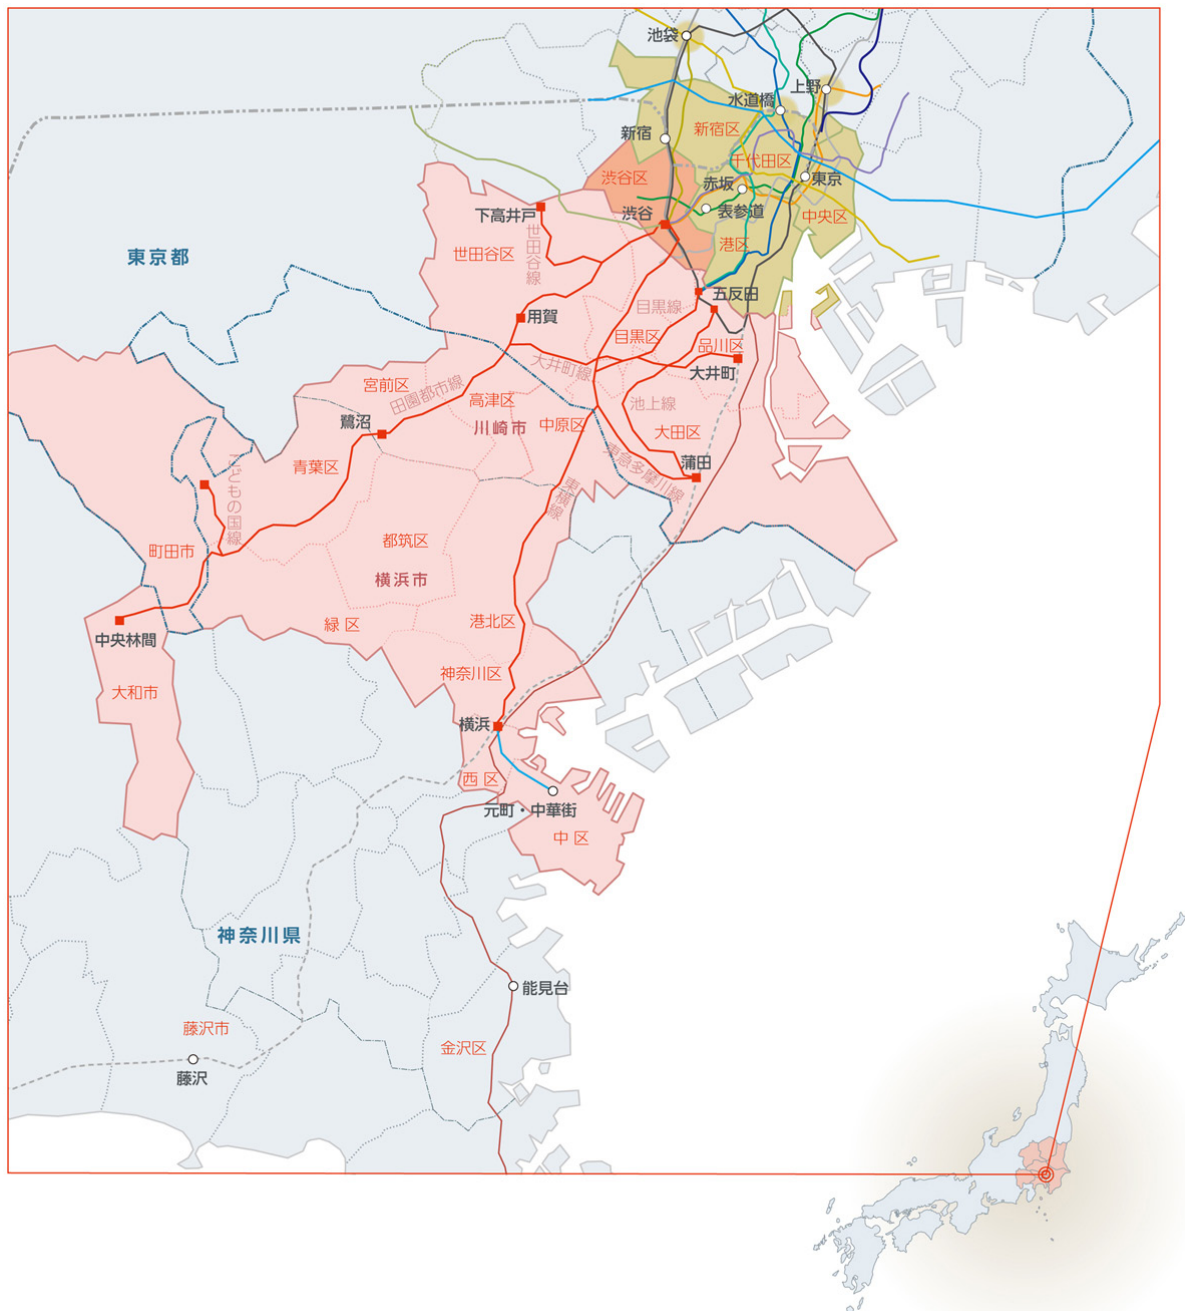 池袋
上野
水道橋
新宿
新宿区
千代田区
渋谷区
赤坂
東京
下高井戸
渋谷
表参道
中央区
世田谷線
世田谷区
港区
東京都
五反田
目黒線
用賀
目黒区
品川区
大井町線
大井町
宮前区
田園都市線
高津区
池上線
鷺沼
川崎市
中原区
大田区
青葉区
東急多摩川線
蒲田
こどもの国線
東横線
町田市
都筑区
横浜市
緑区
港北区
中央林間
神奈川区
大和市
横浜
西区
元町・中華街
中区
神奈川県
能見台
藤沢市
金沢区
藤沢